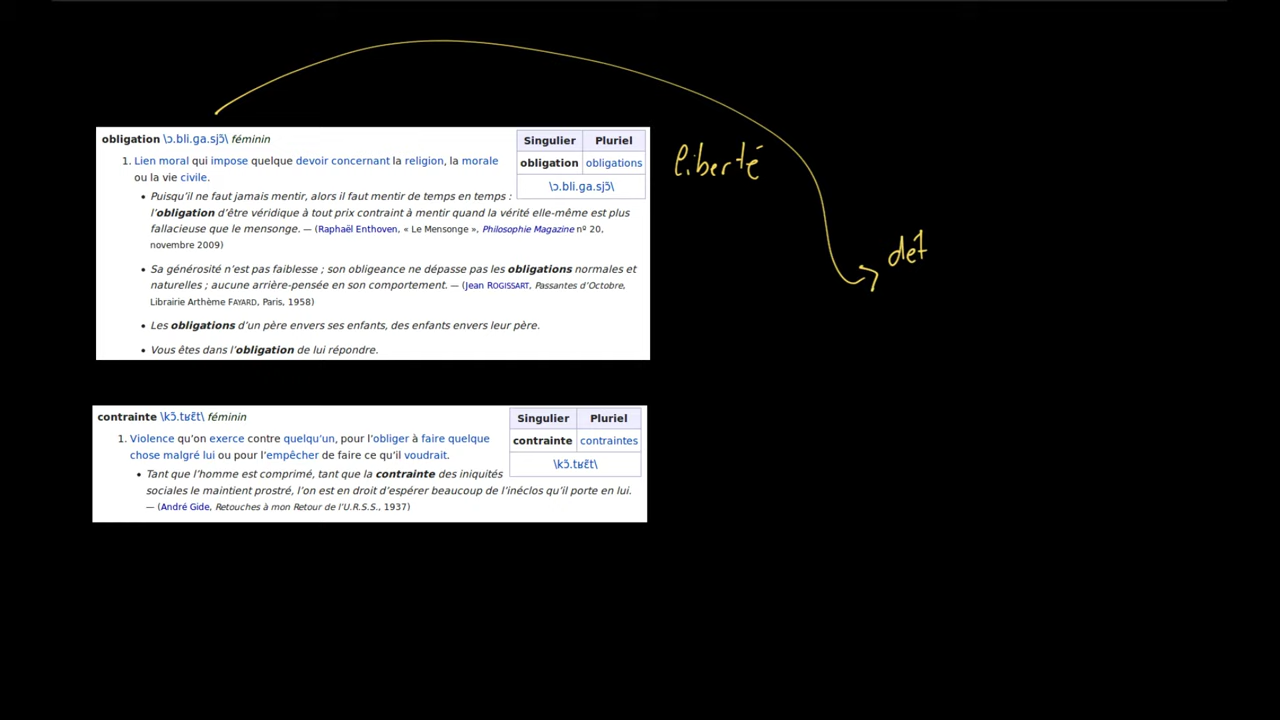 obligation \ɔ.bli.ga.sjɔ̃\ féminin
Singulier Pluriel
obligation obligations
\ɔ.bli.ga.sjɔ̃\
1. Lien moral qui impose quelque devoir concernant la religion, la morale
ou la vie civile.
• Puisqu’il ne faut jamais mentir, alors il faut mentir de temps en temps :
l’obligation d’être véridique à tout prix contraint à mentir quand la vérité elle-même est plus
fallacieuse que le mensonge. — (Raphaël Enthoven, « Le Mensonge », Philosophie Magazine nº 20,
novembre 2009)
• Sa générosité n’est pas faiblesse ; son obligeance ne dépasse pas les obligations normales et
naturelles ; aucune arrière-pensée en son comportement. — (Jean ROGISSART, Passantes d’Octobre,
Librairie Arthème FAYARD, Paris, 1958)
• Les obligations d’un père envers ses enfants, des enfants envers leur père.
• Vous êtes dans l’obligation de lui répondre.
liberté
dét
contrainte \kɔ̃.tʁɛ̃t\ féminin
Singulier Pluriel
contrainte contraintes
\kɔ̃.tʁɛ̃t\
1. Violence qu’on exerce contre quelqu’un, pour l’obliger à faire quelque
chose malgré lui ou pour l’empêcher de faire ce qu’il voudrait.
• Tant que l’homme est comprimé, tant que la contrainte des iniquités
sociales le maintient prostré, l’on est en droit d’espérer beaucoup de l’inéclos qu’il porte en lui.
— (André Gide, Retouches à mon Retour de l’U.R.S.S., 1937)